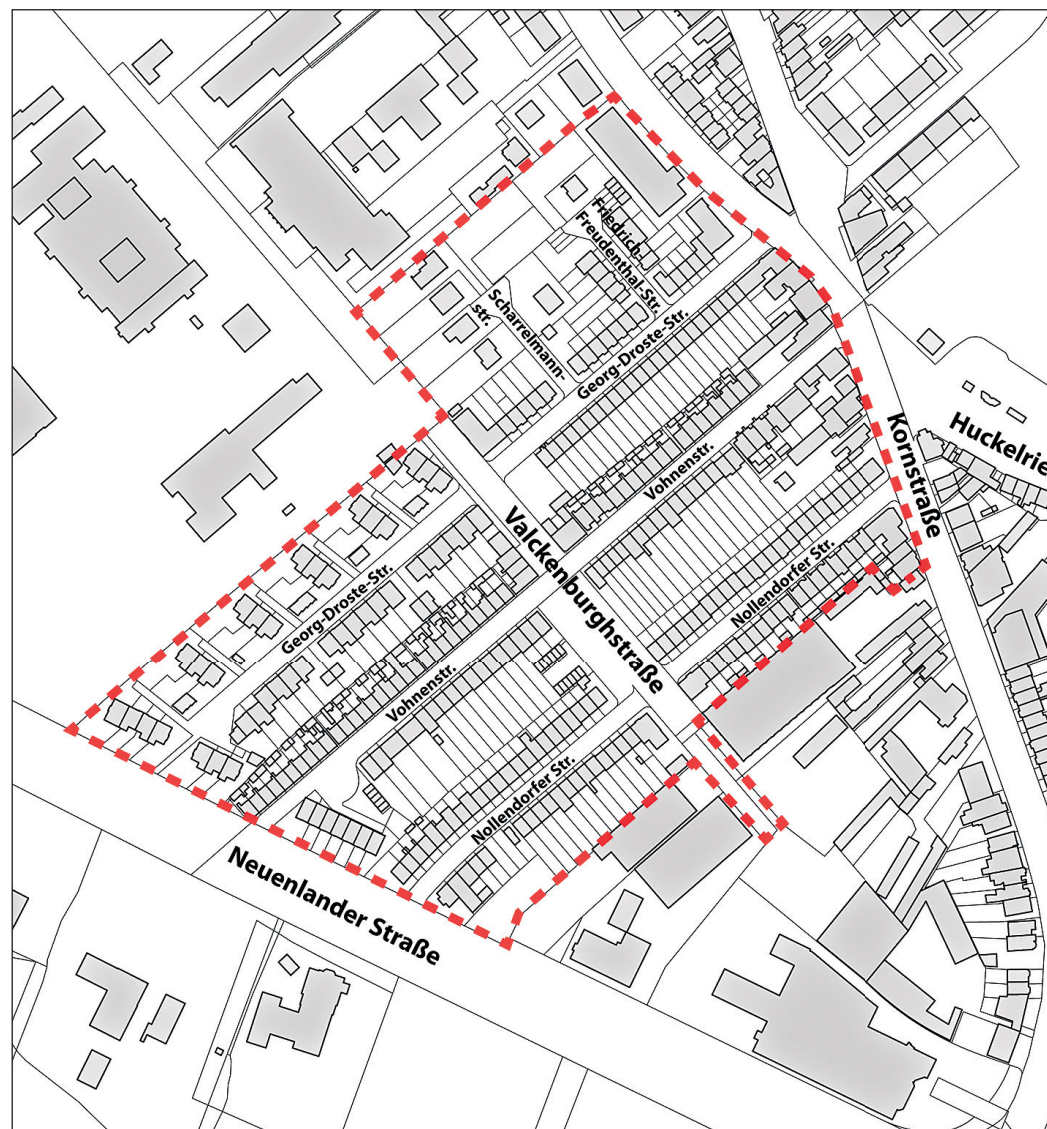 Friedrich-
Freudenthal-Str.
Scharrelmann-
str.
Georg-Droste-Str.
Vohnenstr.
Kornstraße
Huckelrie
Valckenburghstraße
Nollendorfer Str.
Georg-Droste-Str.
Vohnenstr.
Nollendorfer Str.
Neuenlander Straße